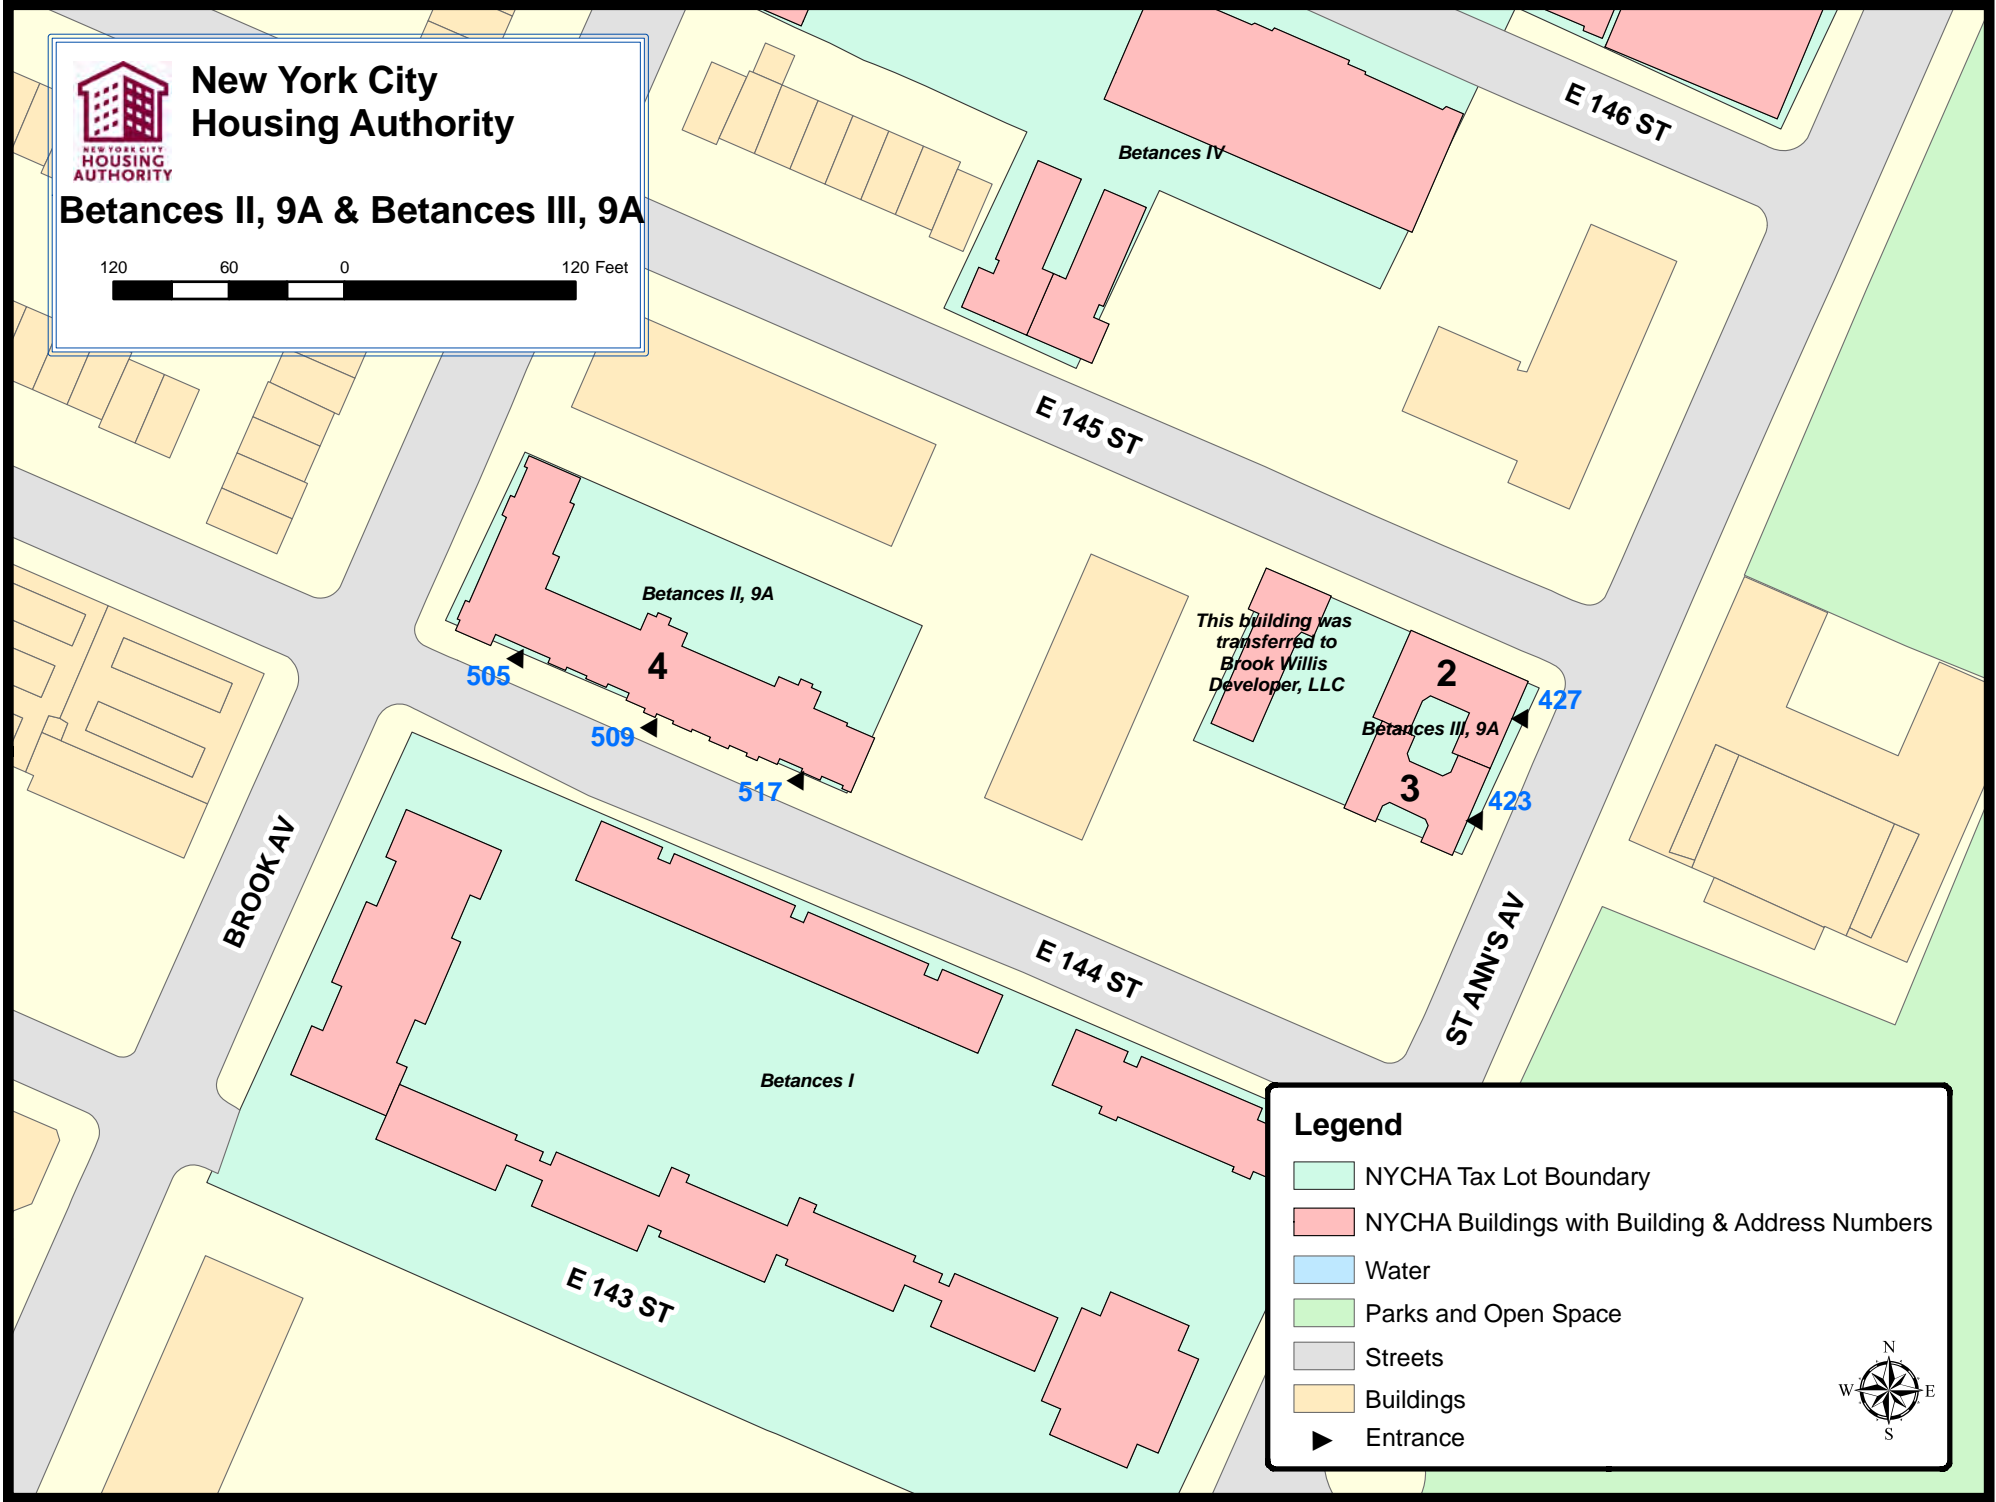 New York City
Housing Authority
NEW YORK CITY
HOUSING
AUTHORITY
Betances II, 9A & Betances III, 9A
120 60 0 120 Feet
E 146 ST
Betances IV
E 145 ST
Betances II, 9A
This building was
transferred to
Brook Willis
Developer, LLC
4
2
505
427
509
Betances III, 9A
517
3
423
BROOK AV
E 144 ST
ST ANN'S AV
Betances I
E 143 ST
Legend
NYCHA Tax Lot Boundary
NYCHA Buildings with Building & Address Numbers
Water
Parks and Open Space
Streets
Buildings
Entrance
N
W E
S